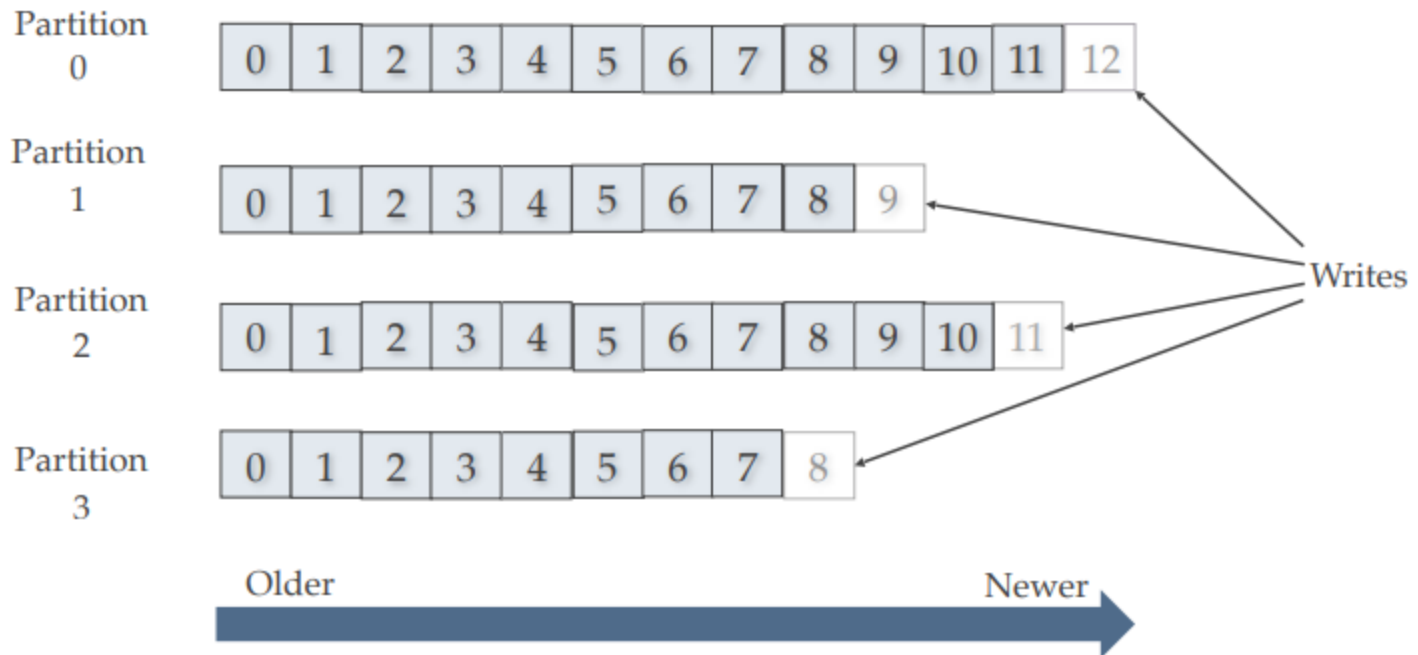 Partition
0
0 1 2 3 4 5 6 7 8 9 10 11 12
Partition
1
0 1 2 3 4 5 6 7 8 9
Writes
Partition
2
0 1 2 3 4 5 6 7 8 9 10 11
Partition
3
0 1 2 3 4 5 6 7 8
Older
Newer